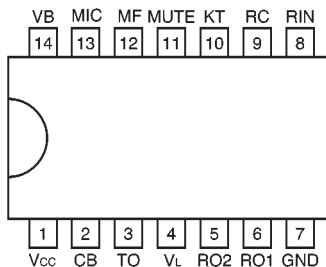 VB MIC MF MUTE KT RC RIN
14 13 12 11 10 9 8
1 2 3 4 5 6 7
Vcc CB TO VL RO2 RO1 GND